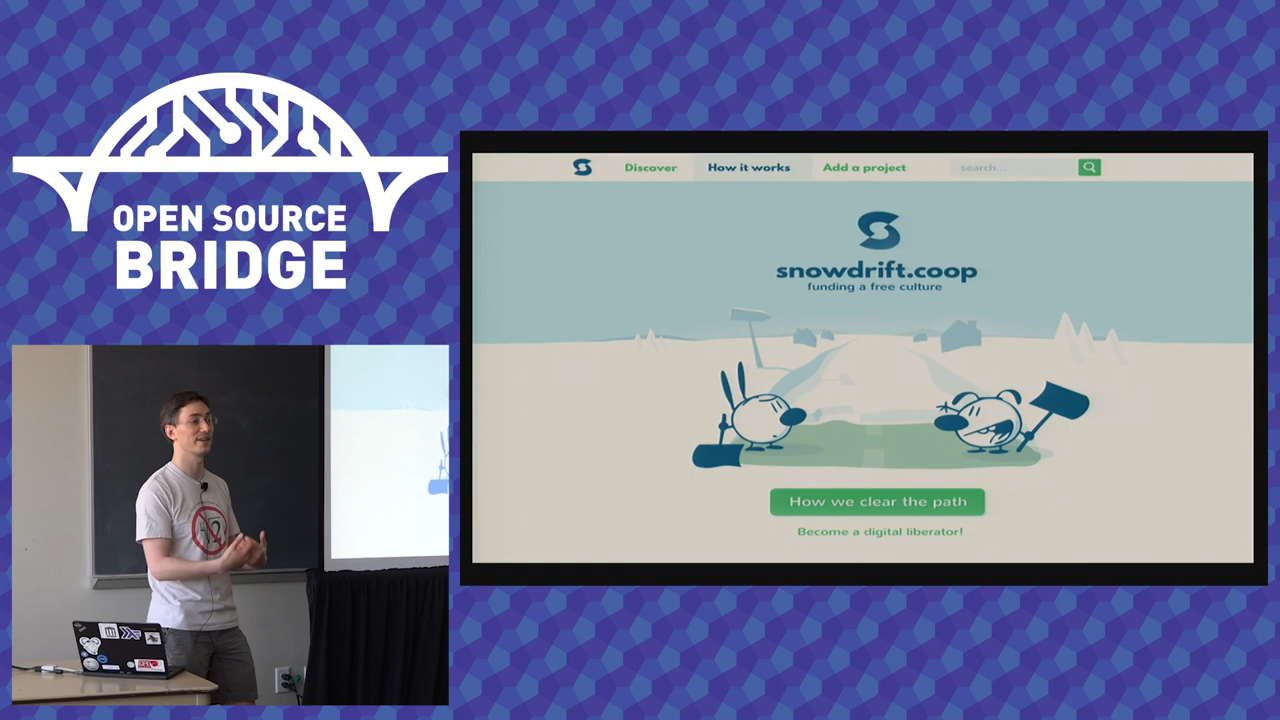 OPEN SOURCE
BRIDGE
Discover
How it works
Add a project
search...
snowdrift.coop
funding a free culture
How we clear the path
Become a digital liberator!